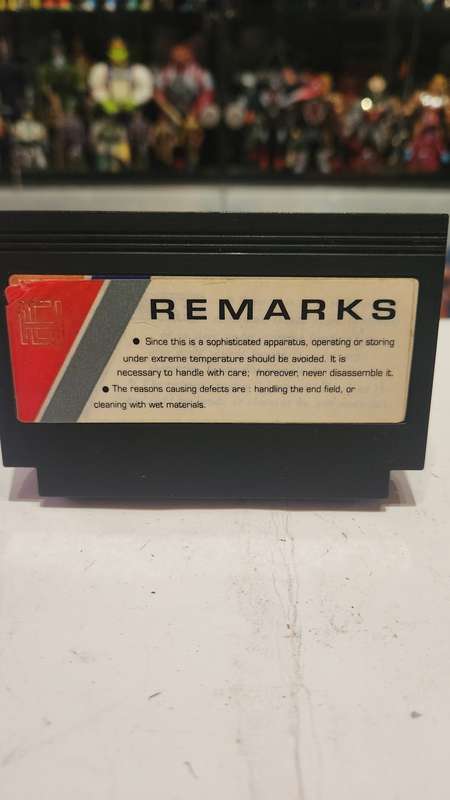 REMARKS
● Since this is a sophisticated apparatus, operating or storing
under extreme temperature should be avoided. It is
necessary to handle with care; moreover, never disassemble it.
● The reasons causing defects are : handling the end field, or
cleaning with wet materials.